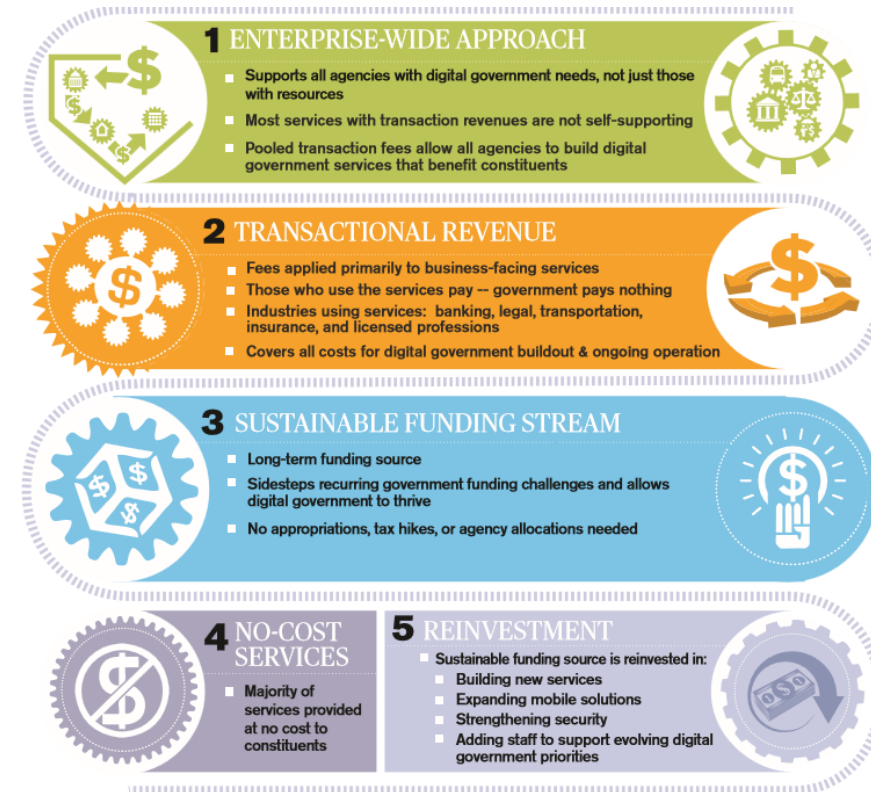 1 ENTERPRISE-WIDE APPROACH
Supports all agencies with digital government needs, not just those
with resources
Most services with transaction revenues are not self-supporting
Pooled transaction fees allow all agencies to build digital
government services that benefit constituents
2 TRANSACTIONAL REVENUE
Fees applied primarily to business-facing services
Those who use the services pay -- government pays nothing
Industries using services: banking, legal, transportation,
insurance, and licensed professions
Covers all costs for digital government buildout & ongoing operation
3 SUSTAINABLE FUNDING STREAM
Long-term funding source
Sidesteps recurring government funding challenges and allows
digital government to thrive
No appropriations, tax hikes, or agency allocations needed
4 NO-COST
SERVICES
Majority of
services provided
at no cost to
constituents
5 REINVESTMENT
Sustainable funding source is reinvested in:
Building new services
Expanding mobile solutions
Strengthening security
Adding staff to support evolving digital
government priorities